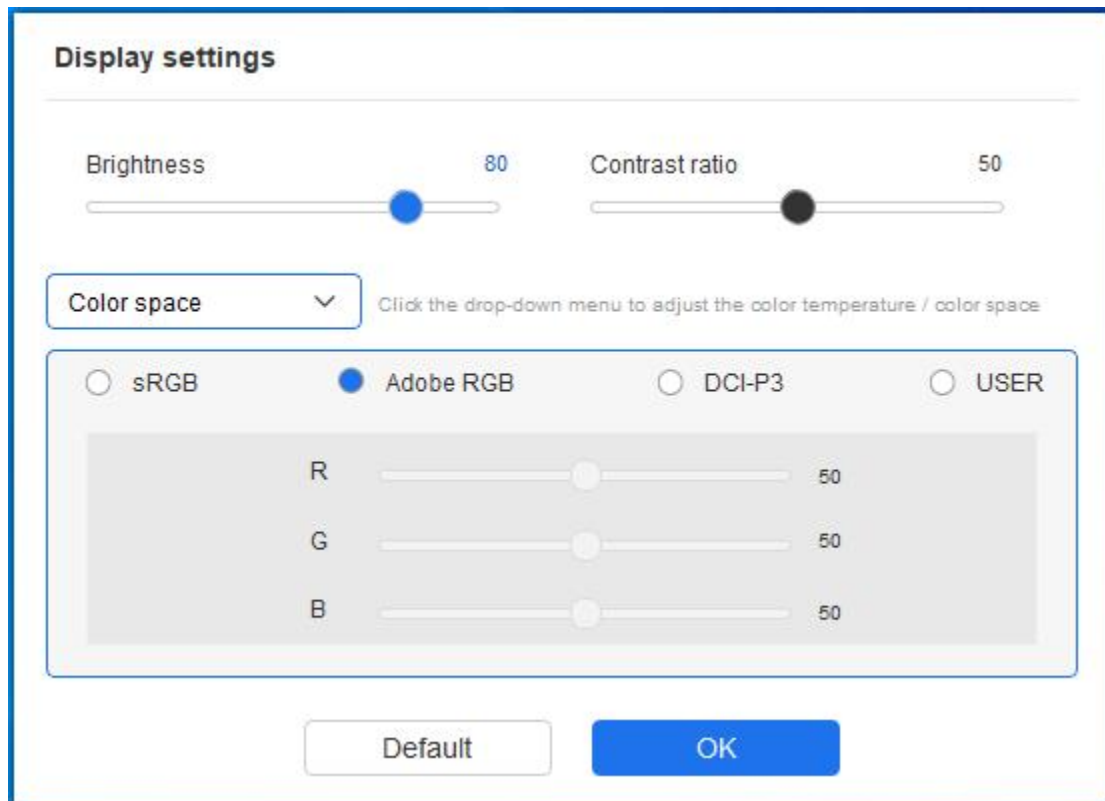 Display settings
Brightness 80 Contrast ratio 50
Color space Click the drop-down menu to adjust the color temperature / color space
sRGB Adobe RGB DCI-P3 USER
R 50
G 50
B 50
Default OK